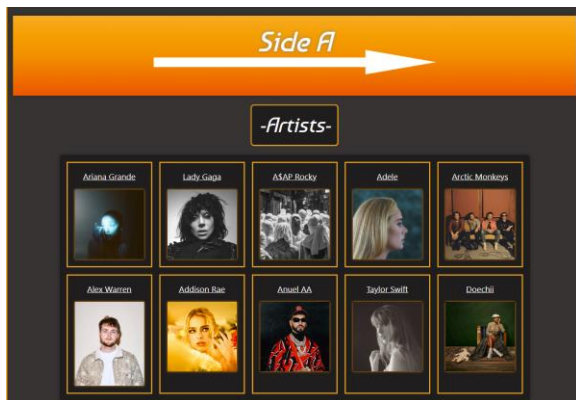 Side A
-Artists-
Ariana Grande
Lady Gaga
A$AP Rocky
Adele
Arctic Monkeys
Alex Warren
Addison Rae
Anuel AA
Taylor Swift
Doechii